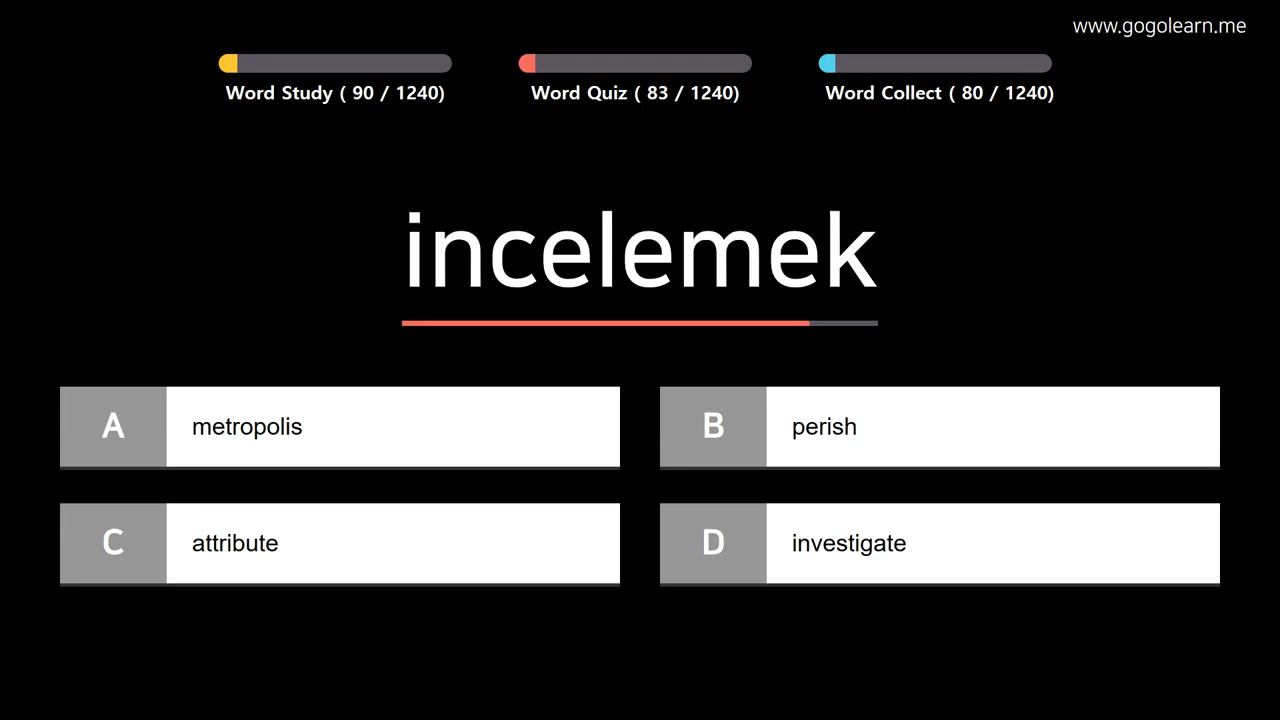 www.gogolearn.me
Word Study ( 90 / 1240)
Word Quiz ( 83 / 1240)
Word Collect ( 80 / 1240)
incelemek
A metropolis
B perish
C attribute
D investigate